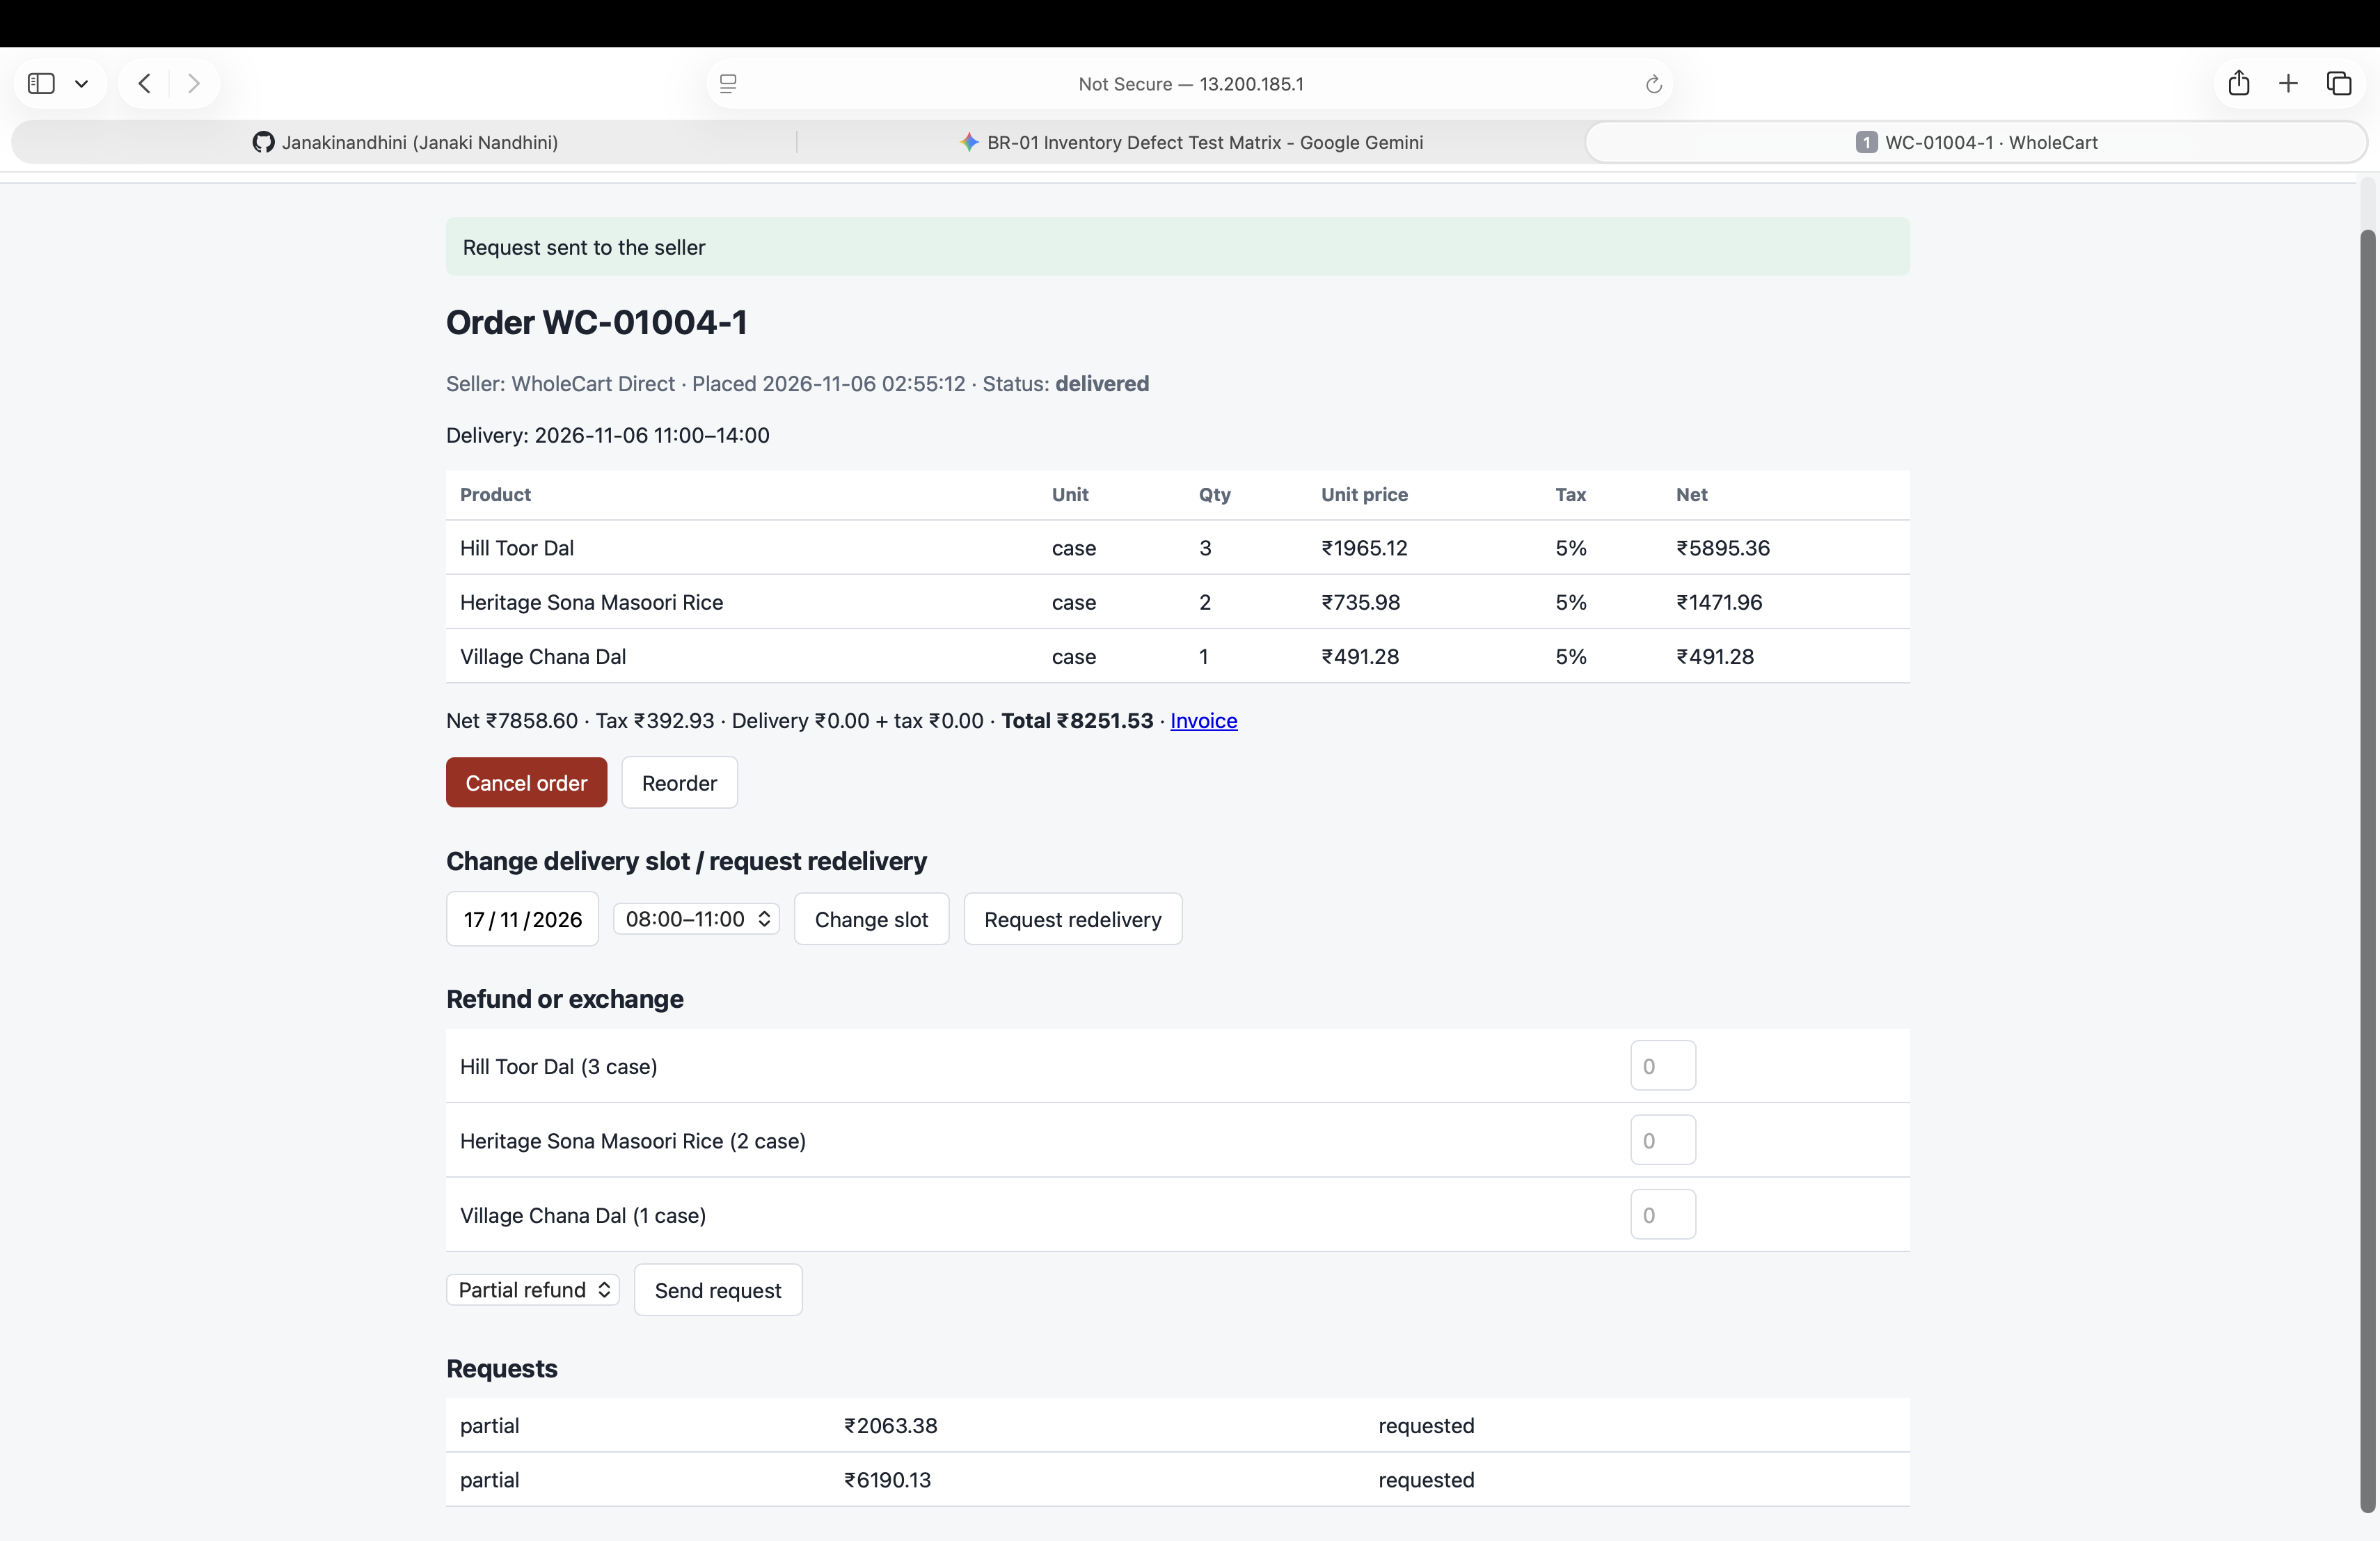 Not Secure — 13.200.185.1
Janakinandhini (Janaki Nandhini)
BR-01 Inventory Defect Test Matrix - Google Gemini
1 WC-01004-1 · WholeCart
Request sent to the seller
Order WC-01004-1
Seller: WholeCart Direct · Placed 2026-11-06 02:55:12 · Status: delivered
Delivery: 2026-11-06 11:00–14:00
Product Unit Qty Unit price Tax Net
Hill Toor Dal case 3 ₹1965.12 5% ₹5895.36
Heritage Sona Masoori Rice case 2 ₹735.98 5% ₹1471.96
Village Chana Dal case 1 ₹491.28 5% ₹491.28
Net ₹7858.60 · Tax ₹392.93 · Delivery ₹0.00 + tax ₹0.00 · Total ₹8251.53 · Invoice
Cancel order Reorder
Change delivery slot / request redelivery
17/11/2026 08:00–11:00 Change slot Request redelivery
Refund or exchange
Hill Toor Dal (3 case) 0
Heritage Sona Masoori Rice (2 case) 0
Village Chana Dal (1 case) 0
Partial refund Send request
Requests
partial ₹2063.38 requested
partial ₹6190.13 requested